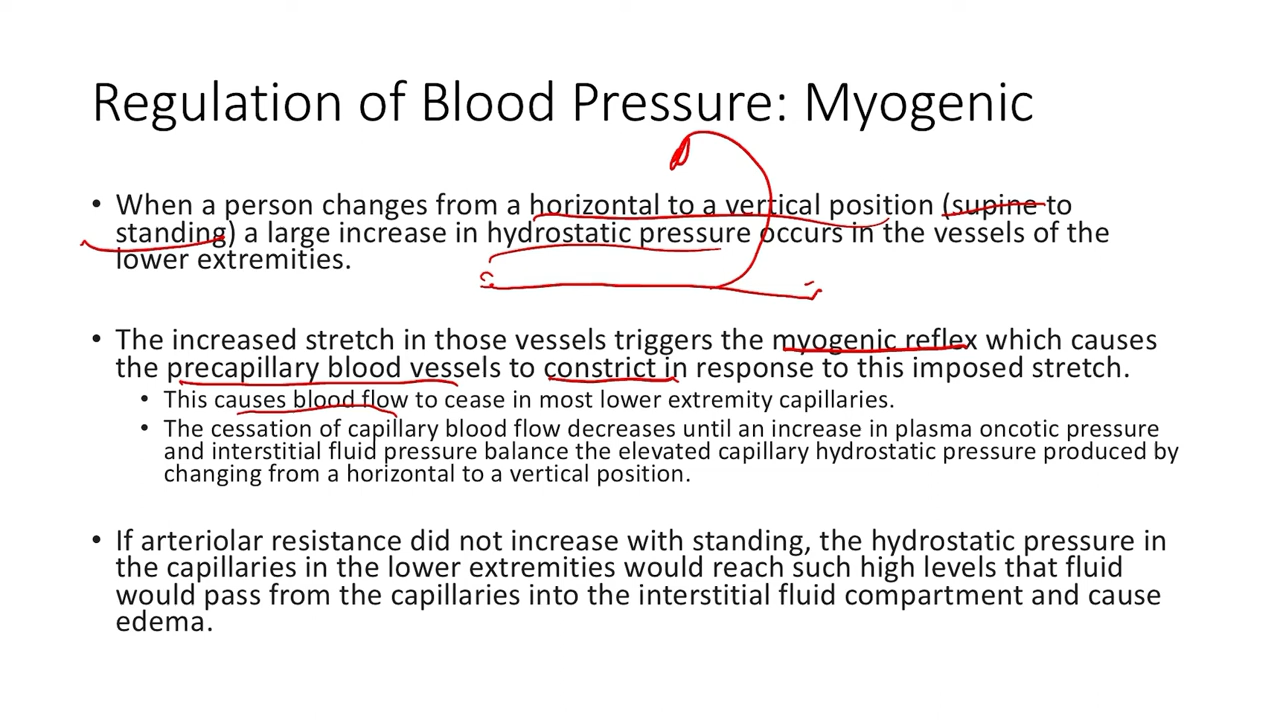 Regulation of Blood Pressure: Myogenic
• When a person changes from a horizontal to a vertical position (supine to
standing) a large increase in hydrostatic pressure occurs in the vessels of the
lower extremities.
• The increased stretch in those vessels triggers the myogenic reflex which causes
the precapillary blood vessels to constrict in response to this imposed stretch.
• This causes blood flow to cease in most lower extremity capillaries.
• The cessation of capillary blood flow decreases until an increase in plasma oncotic pressure
and interstitial fluid pressure balance the elevated capillary hydrostatic pressure produced by
changing from a horizontal to a vertical position.
• If arteriolar resistance did not increase with standing, the hydrostatic pressure in
the capillaries in the lower extremities would reach such high levels that fluid
would pass from the capillaries into the interstitial fluid compartment and cause
edema.